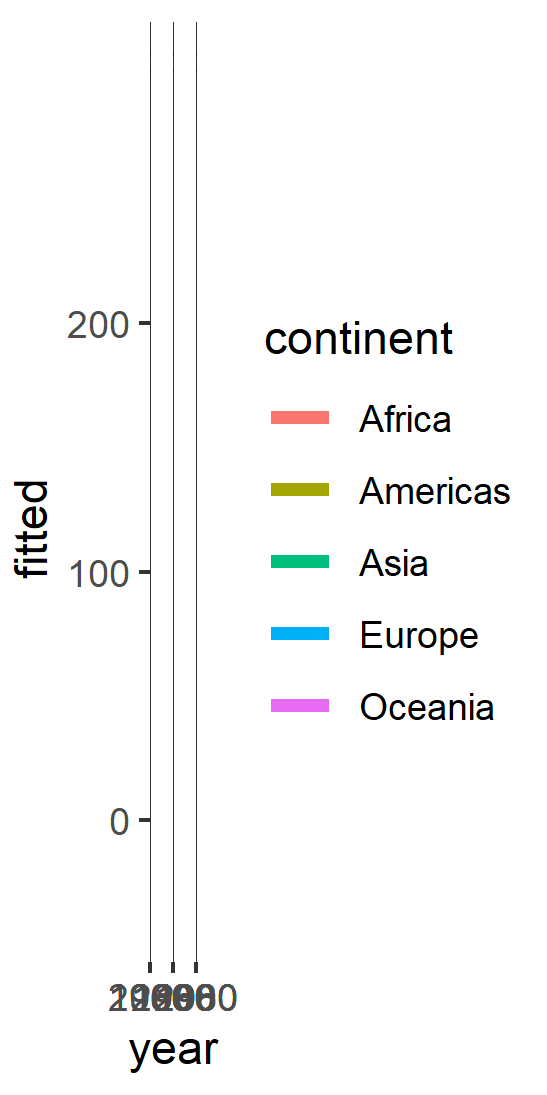 200
100
0
fitted
year
continent
Africa
Americas
Asia
Europe
Oceania